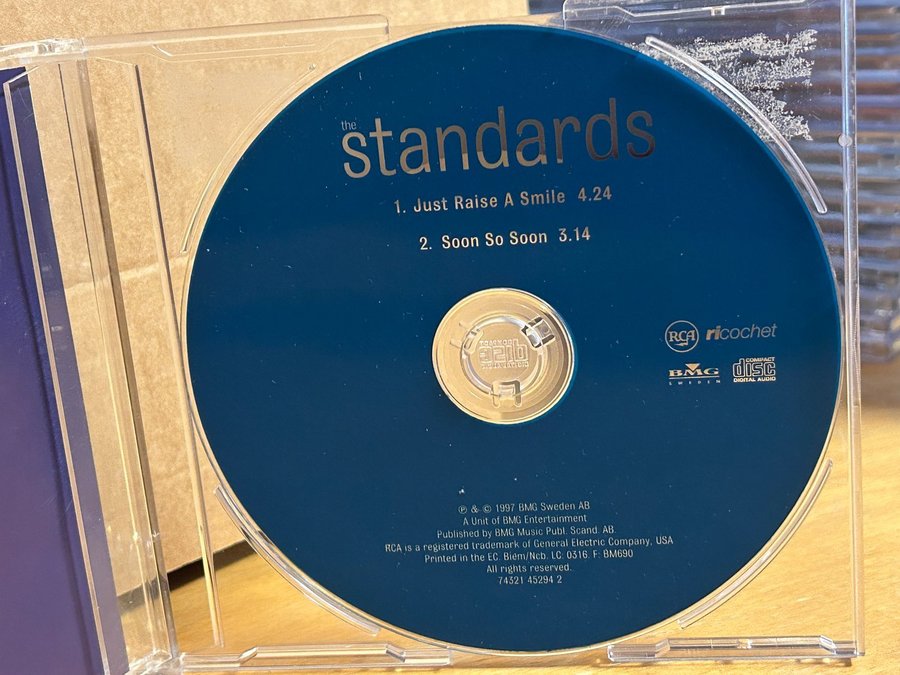 the
standards
1. Just Raise A Smile 4.24
2. Soon So Soon 3.14
RCA ricochet
BMG
SWEDEN
COMPACT
disc
DIGITAL AUDIO
℗ & © 1997 BMG Sweden AB
A Unit of BMG Entertainment
Published by BMG Music Publ. Scand. AB.
RCA is a registered trademark of General Electric Company, USA
Printed in the EC. Biem/Ncb. LC. 0316. F: BM690
All rights reserved.
74321 45294 2